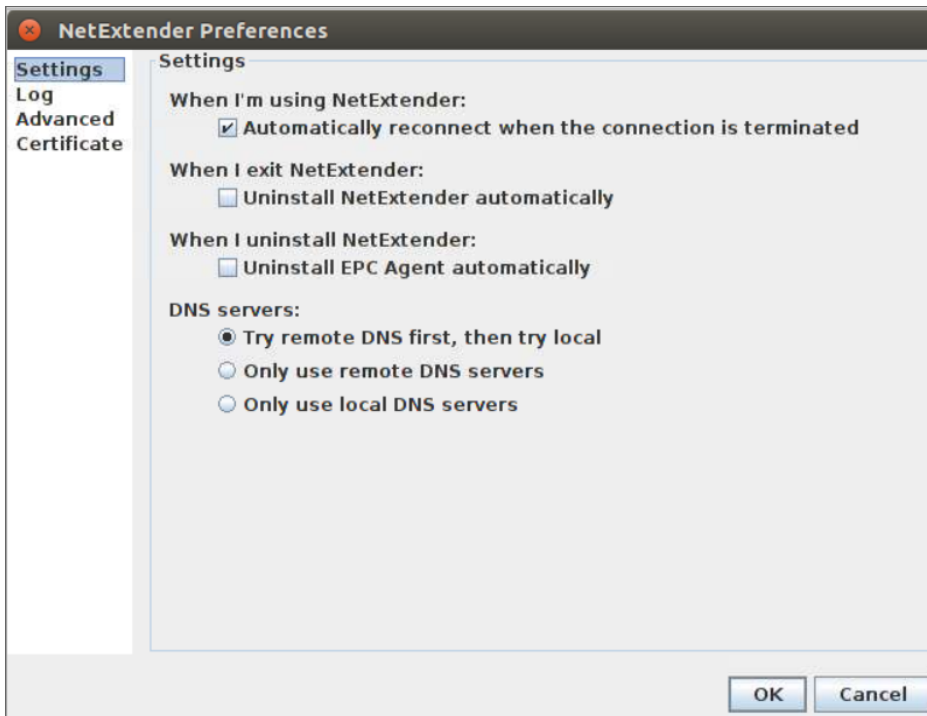 NetExtender Preferences
Settings
Log
Advanced
Certificate
Settings
When I'm using NetExtender:
Automatically reconnect when the connection is terminated
When I exit NetExtender:
Uninstall NetExtender automatically
When I uninstall NetExtender:
Uninstall EPC Agent automatically
DNS servers:
Try remote DNS first, then try local
Only use remote DNS servers
Only use local DNS servers
OK
Cancel